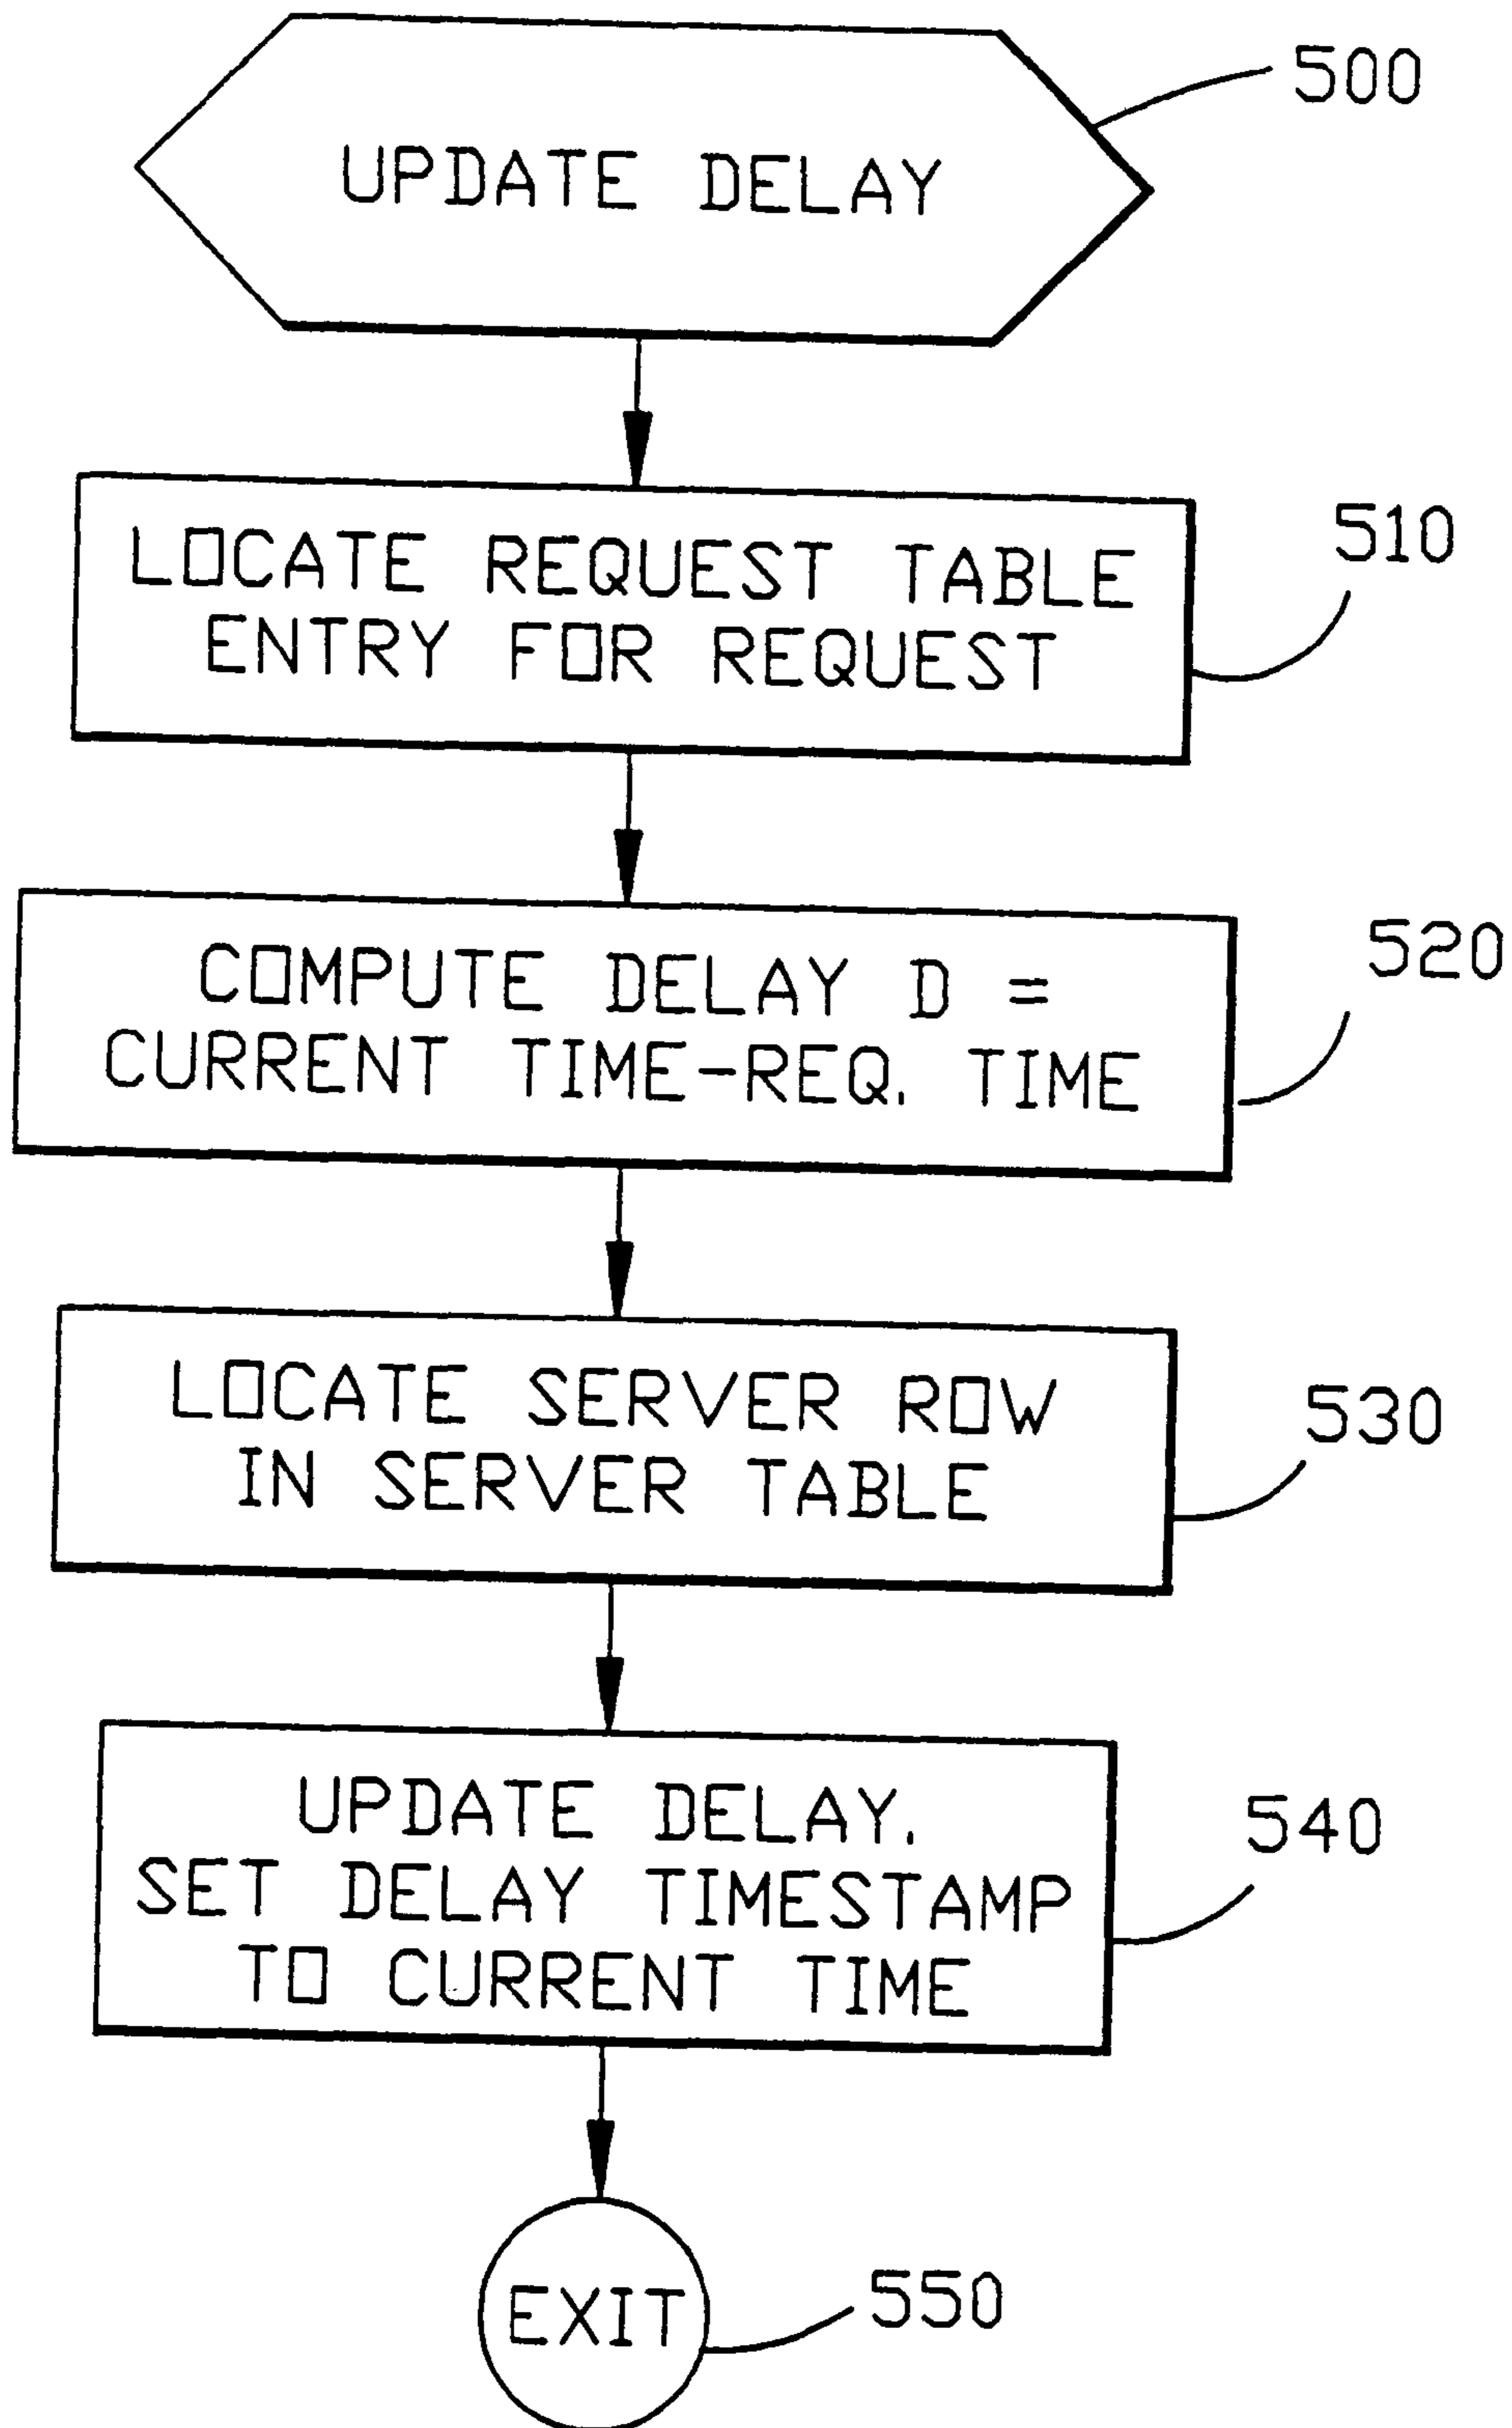 UPDATE DELAY
500
LOCATE REQUEST TABLE
ENTRY FOR REQUEST
510
COMPUTE DELAY D =
CURRENT TIME-REQ. TIME
520
LOCATE SERVER ROW
IN SERVER TABLE
530
UPDATE DELAY.
SET DELAY TIMESTAMP
TO CURRENT TIME
540
EXIT
550